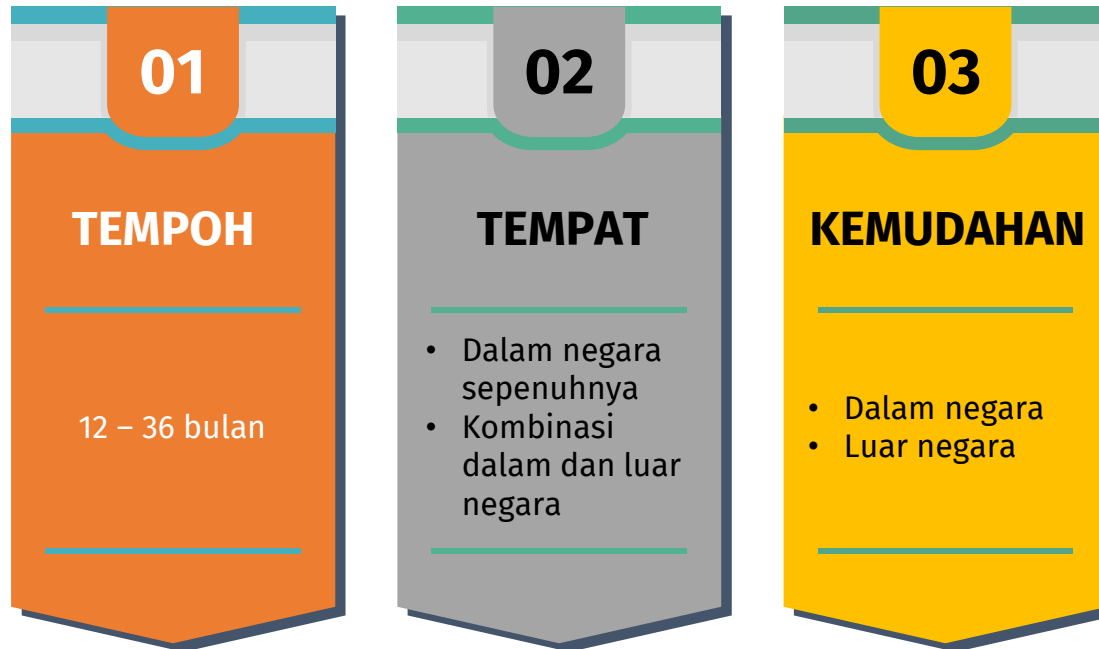 01
TEMPOH
12 – 36 bulan
02
TEMPAT
• Dalam negara
sepenuhnya
• Kombinasi
dalam dan luar
negara
03
KEMUDAHAN
• Dalam negara
• Luar negara